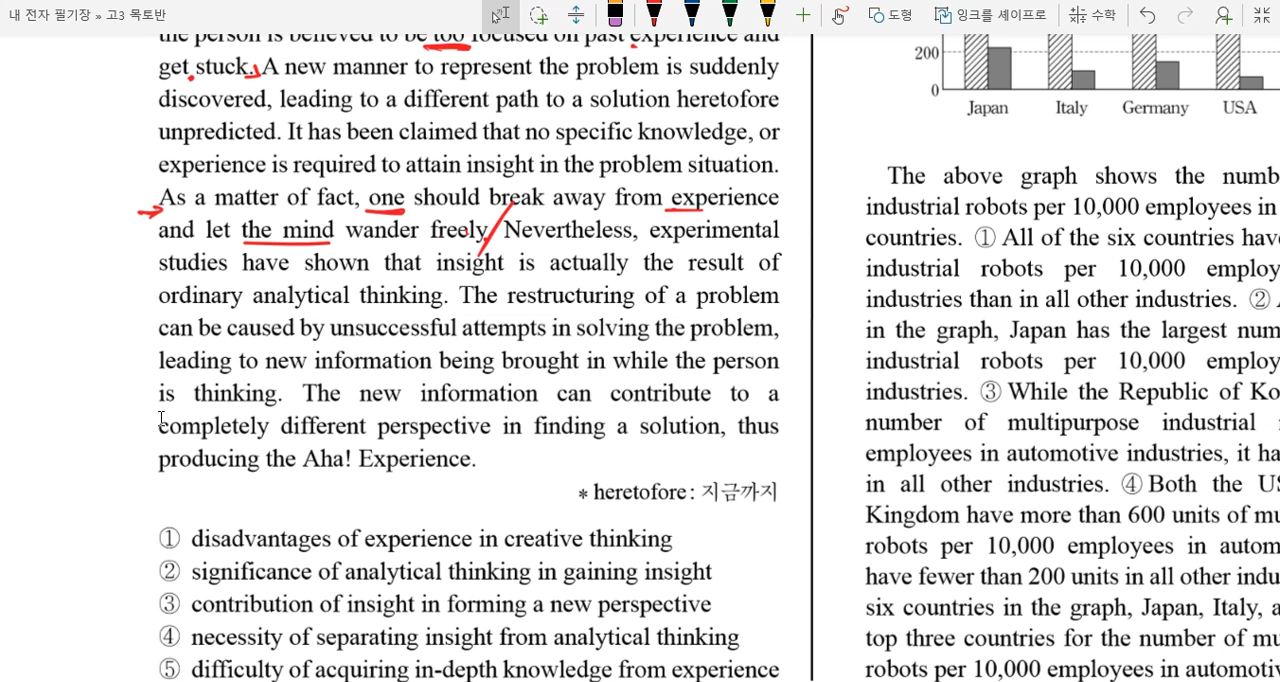 내 전자 필기장 » 고3 목토반
도형
잉크를 셰이프로
수학
the person is believed to be too focused on past experience and
get stuck. A new manner to represent the problem is suddenly
discovered, leading to a different path to a solution heretofore
unpredicted. It has been claimed that no specific knowledge, or
experience is required to attain insight in the problem situation.
As a matter of fact, one should break away from experience
and let the mind wander freely. Nevertheless, experimental
studies have shown that insight is actually the result of
ordinary analytical thinking. The restructuring of a problem
can be caused by unsuccessful attempts in solving the problem,
leading to new information being brought in while the person
is thinking. The new information can contribute to a
completely different perspective in finding a solution, thus
producing the Aha! Experience.
* heretofore: 지금까지
① disadvantages of experience in creative thinking
② significance of analytical thinking in gaining insight
③ contribution of insight in forming a new perspective
④ necessity of separating insight from analytical thinking
⑤ difficulty of acquiring in-depth knowledge from experience
200
0
Japan Italy Germany USA
The above graph shows the numb
industrial robots per 10,000 employees in
countries. ① All of the six countries hav
industrial robots per 10,000 employ
industries than in all other industries. ②
in the graph, Japan has the largest num
industrial robots per 10,000 employ
industries. ③ While the Republic of Ko
number of multipurpose industrial
employees in automotive industries, it ha
in all other industries. ④ Both the US
Kingdom have more than 600 units of mu
robots per 10,000 employees in autom
have fewer than 200 units in all other indu
six countries in the graph, Japan, Italy, a
top three countries for the number of mu
robots per 10,000 employees in automotiv